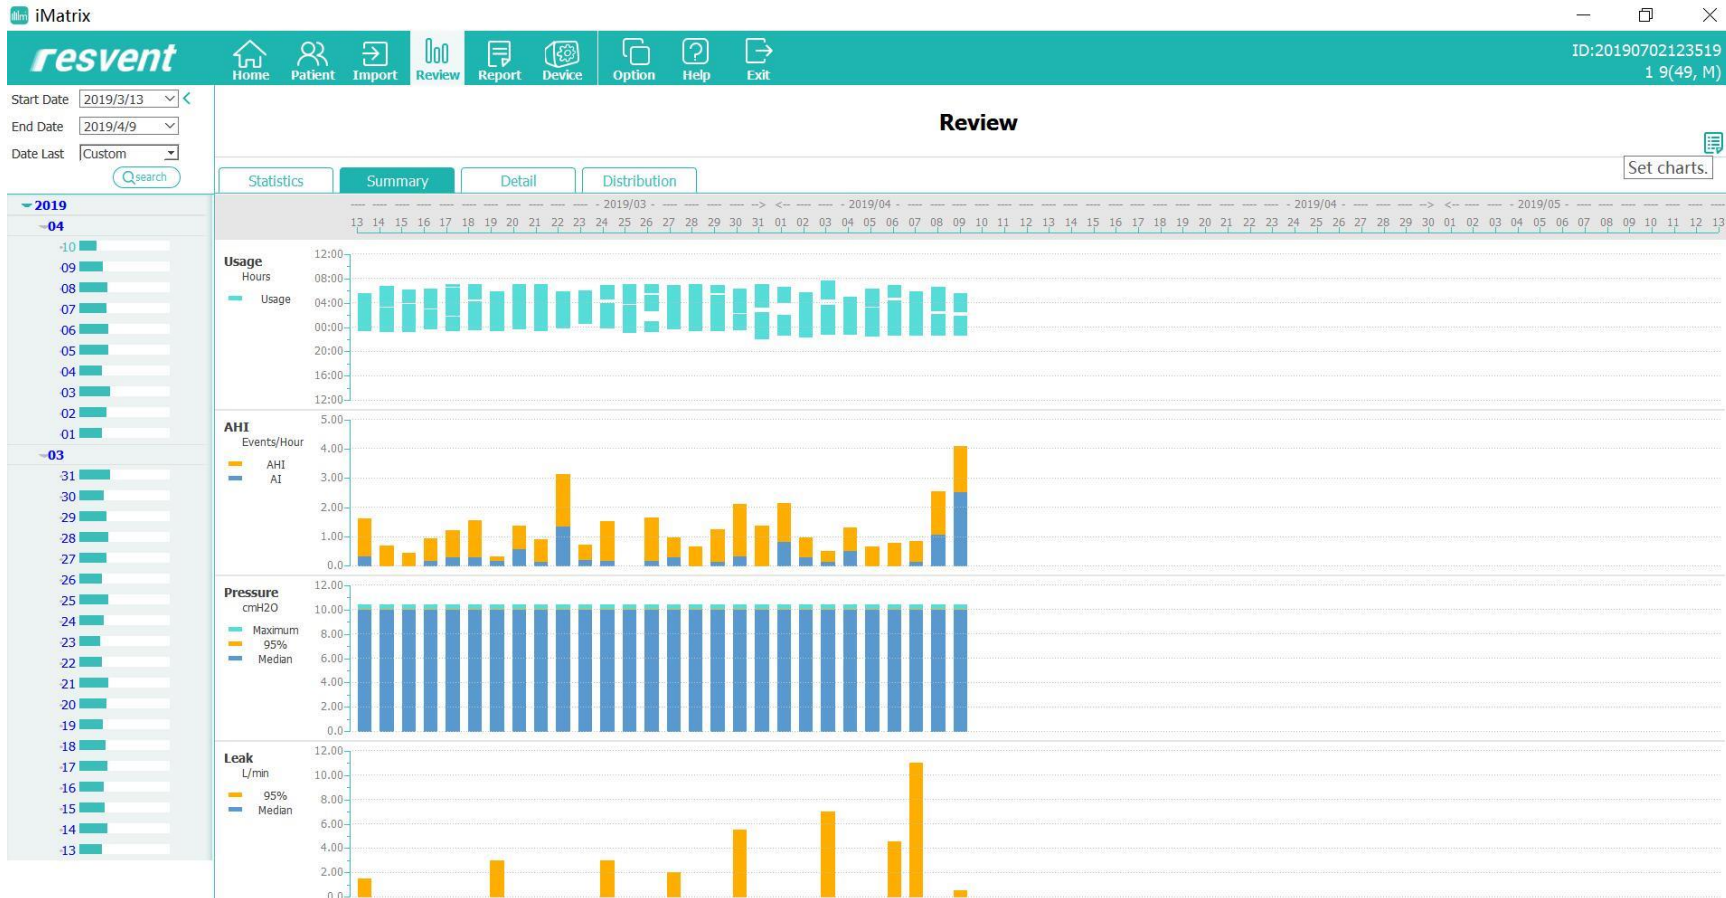 iMatrix
resvent
Home
Patient
Import
Review
Report
Device
Option
Help
Exit
ID:20190702123519
1 9(49, M)
Start Date 2019/3/13
End Date 2019/4/9
Date Last Custom
search
Review
Set charts.
Statistics
Summary
Detail
Distribution
2019
04
10
09
08
07
06
05
04
03
02
01
03
31
30
29
28
27
26
25
24
23
22
21
20
19
18
17
16
15
14
13
- 2019/03 - --> <-- - 2019/04 - - 2019/04 - --> <-- - 2019/05 -
13 14 15 16 17 18 19 20 21 22 23 24 25 26 27 28 29 30 31 01 02 03 04 05 06 07 08 09 10 11 12 13 14 15 16 17 18 19 20 21 22 23 24 25 26 27 28 29 30 01 02 03 04 05 06 07 08 09 10 11 12 13
Usage
Hours
Usage
12:00
08:00
04:00
00:00
20:00
16:00
12:00
AHI
Events/Hour
AHI
AI
5.00
4.00
3.00
2.00
1.00
0.0
Pressure
cmH2O
Maximum
95%
Median
12.00
10.00
8.00
6.00
4.00
2.00
0.0
Leak
L/min
95%
Median
12.00
10.00
8.00
6.00
4.00
2.00
0.0